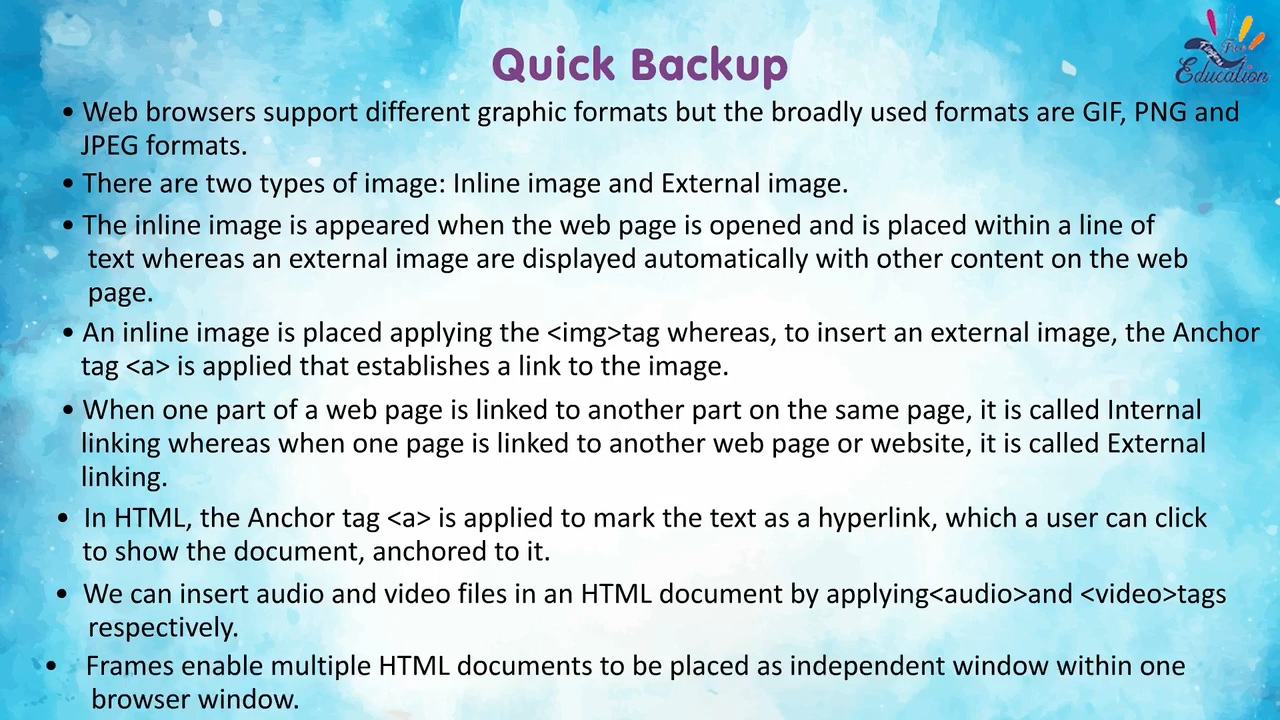 Quick Backup
Free
Education
• Web browsers support different graphic formats but the broadly used formats are GIF, PNG and
JPEG formats.
• There are two types of image: Inline image and External image.
• The inline image is appeared when the web page is opened and is placed within a line of
text whereas an external image are displayed automatically with other content on the web
page.
• An inline image is placed applying the <img>tag whereas, to insert an external image, the Anchor
tag <a> is applied that establishes a link to the image.
• When one part of a web page is linked to another part on the same page, it is called Internal
linking whereas when one page is linked to another web page or website, it is called External
linking.
• In HTML, the Anchor tag <a> is applied to mark the text as a hyperlink, which a user can click
to show the document, anchored to it.
• We can insert audio and video files in an HTML document by applying<audio>and <video>tags
respectively.
• Frames enable multiple HTML documents to be placed as independent window within one
browser window.